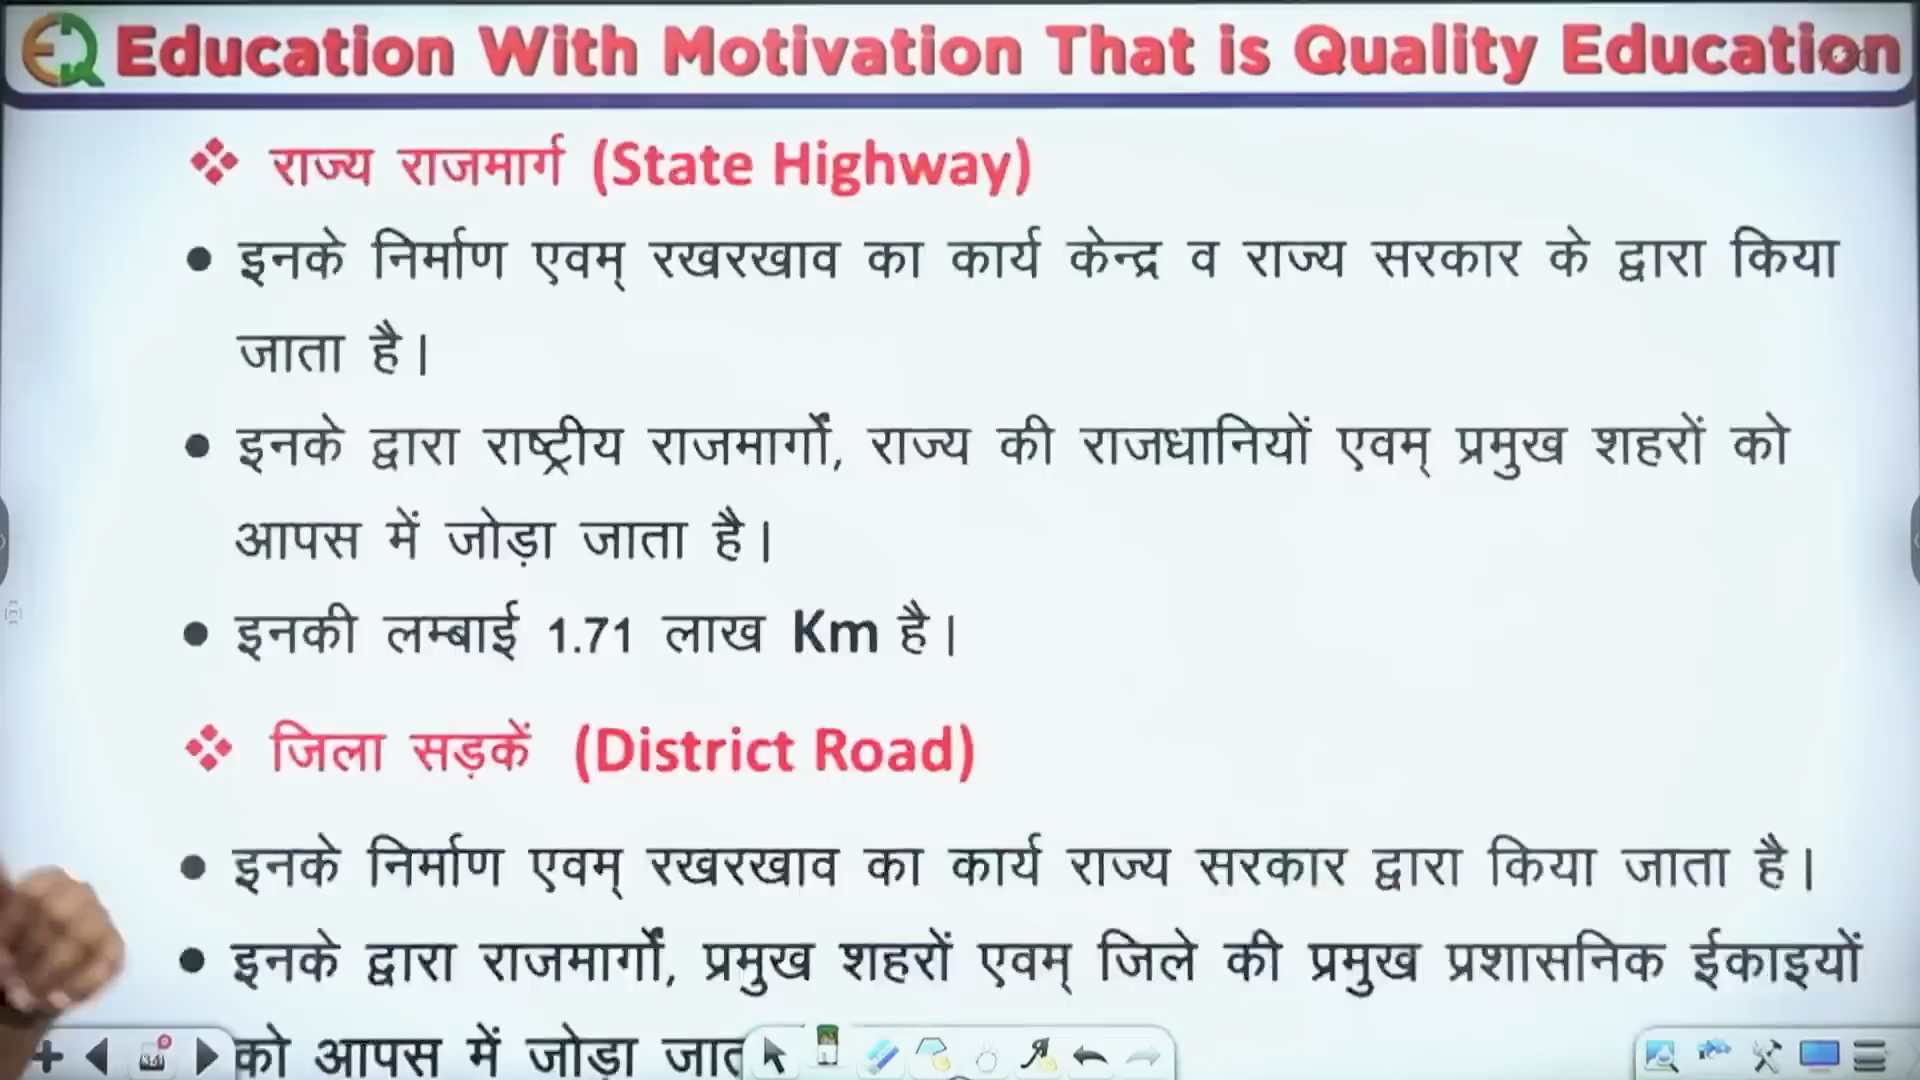 Education With Motivation That is Quality Education
❖ राज्य राजमार्ग (State Highway)
● इनके निर्माण एवम् रखरखाव का कार्य केन्द्र व राज्य सरकार के द्वारा किया
जाता है।
● इनके द्वारा राष्ट्रीय राजमार्गों, राज्य की राजधानियों एवम् प्रमुख शहरों को
आपस में जोड़ा जाता है।
● इनकी लम्बाई 1.71 लाख Km है।
❖ जिला सड़कें (District Road)
● इनके निर्माण एवम् रखरखाव का कार्य राज्य सरकार द्वारा किया जाता है।
● इनके द्वारा राजमार्गों, प्रमुख शहरों एवम् जिले की प्रमुख प्रशासनिक ईकाइयों
को आपस में जोड़ा